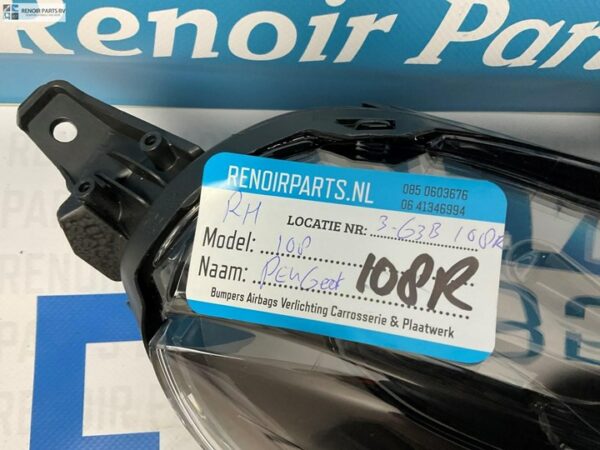 RENOIR PARTS BV
Renoir Par
RENOIRPARTS.NL
085 0603676
06 41346994
RH
LOCATIE NR: 3-G3B 108R
Model: 108
Naam: PEUGeot 108R
Bumpers Airbags Verlichting Carrosserie & Plaatwerk